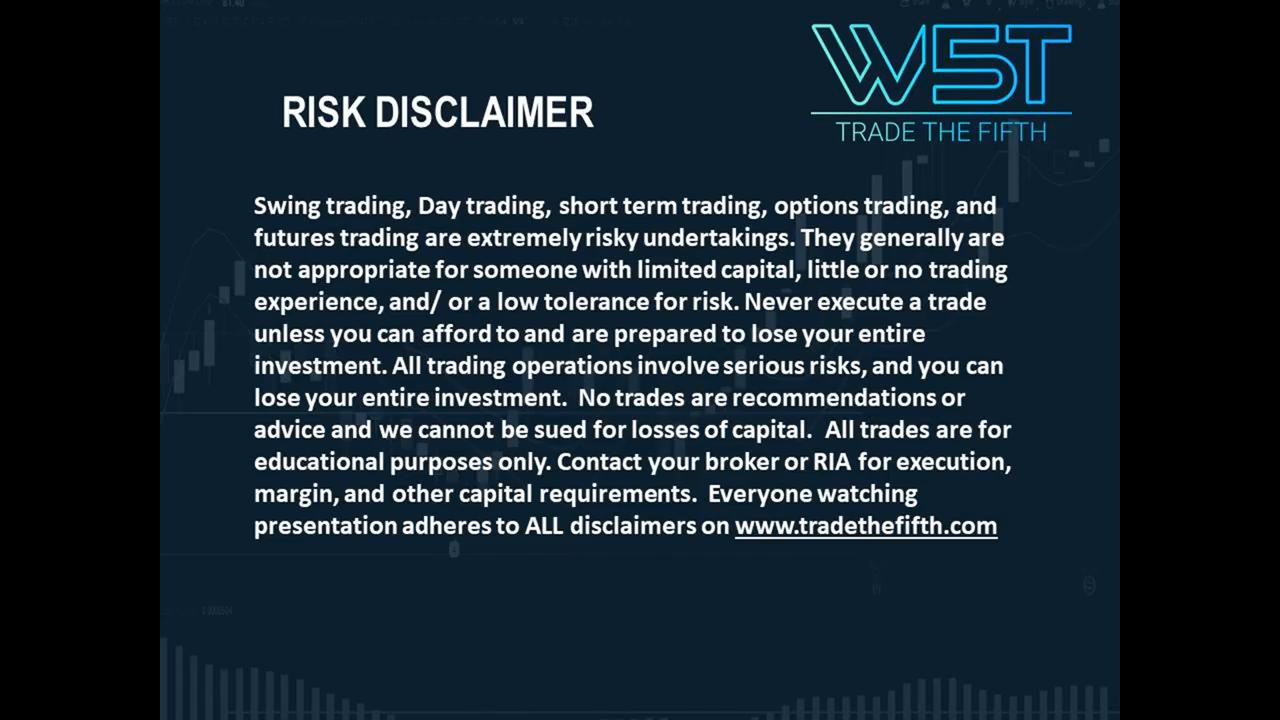 W5T
TRADE THE FIFTH
RISK DISCLAIMER
Swing trading, Day trading, short term trading, options trading, and
futures trading are extremely risky undertakings. They generally are
not appropriate for someone with limited capital, little or no trading
experience, and/ or a low tolerance for risk. Never execute a trade
unless you can afford to and are prepared to lose your entire
investment. All trading operations involve serious risks, and you can
lose your entire investment.  No trades are recommendations or
advice and we cannot be sued for losses of capital.  All trades are for
educational purposes only. Contact your broker or RIA for execution,
margin, and other capital requirements.  Everyone watching
presentation adheres to ALL disclaimers on www.tradethefifth.com